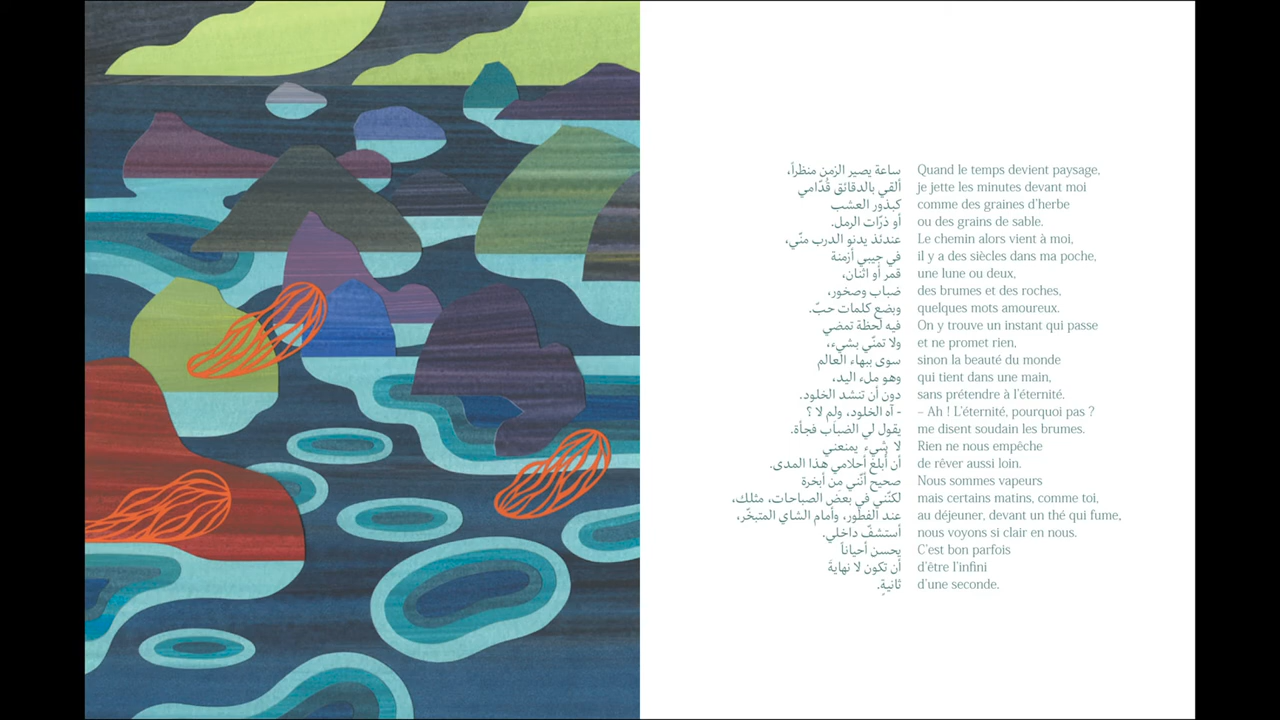 ساعة يصير الزمن منظراً،
ألقي بالدقائق قُدّامي
كبذور العشب
أو ذرّات الرمل.
عندئذ يدنو الدرب منّي،
في جيبي أزمنة
قمر أو اثنان،
ضباب وصخور،
وبضع كلمات حبّ.
فيه لحظة تمضي
ولا تمنّي بشيء،
سوى ببهاء العالم
وهو ملء اليد،
دون أن تنشد الخلود.
- آه الخلود، ولم لا ؟
يقول لي الضباب فجأة.
لا شيء يمنعني
أن أبلغ أحلامي هذا المدى.
صحيح أنّني من أبخرة
لكنّني في بعض الصباحات، مثلك،
عند الفطور، وأمام الشاي المتبخّر،
أستشفّ داخلي.
يحسن أحياناً
أن تكون لا نهايةَ
ثانيةٍ.
Quand le temps devient paysage,
je jette les minutes devant moi
comme des graines d'herbe
ou des grains de sable.
Le chemin alors vient à moi,
il y a des siècles dans ma poche,
une lune ou deux,
des brumes et des roches,
quelques mots amoureux.
On y trouve un instant qui passe
et ne promet rien,
sinon la beauté du monde
qui tient dans une main,
sans prétendre à l'éternité.
– Ah ! L'éternité, pourquoi pas ?
me disent soudain les brumes.
Rien ne nous empêche
de rêver aussi loin.
Nous sommes vapeurs
mais certains matins, comme toi,
au déjeuner, devant un thé qui fume,
nous voyons si clair en nous.
C'est bon parfois
d'être l'infini
d'une seconde.